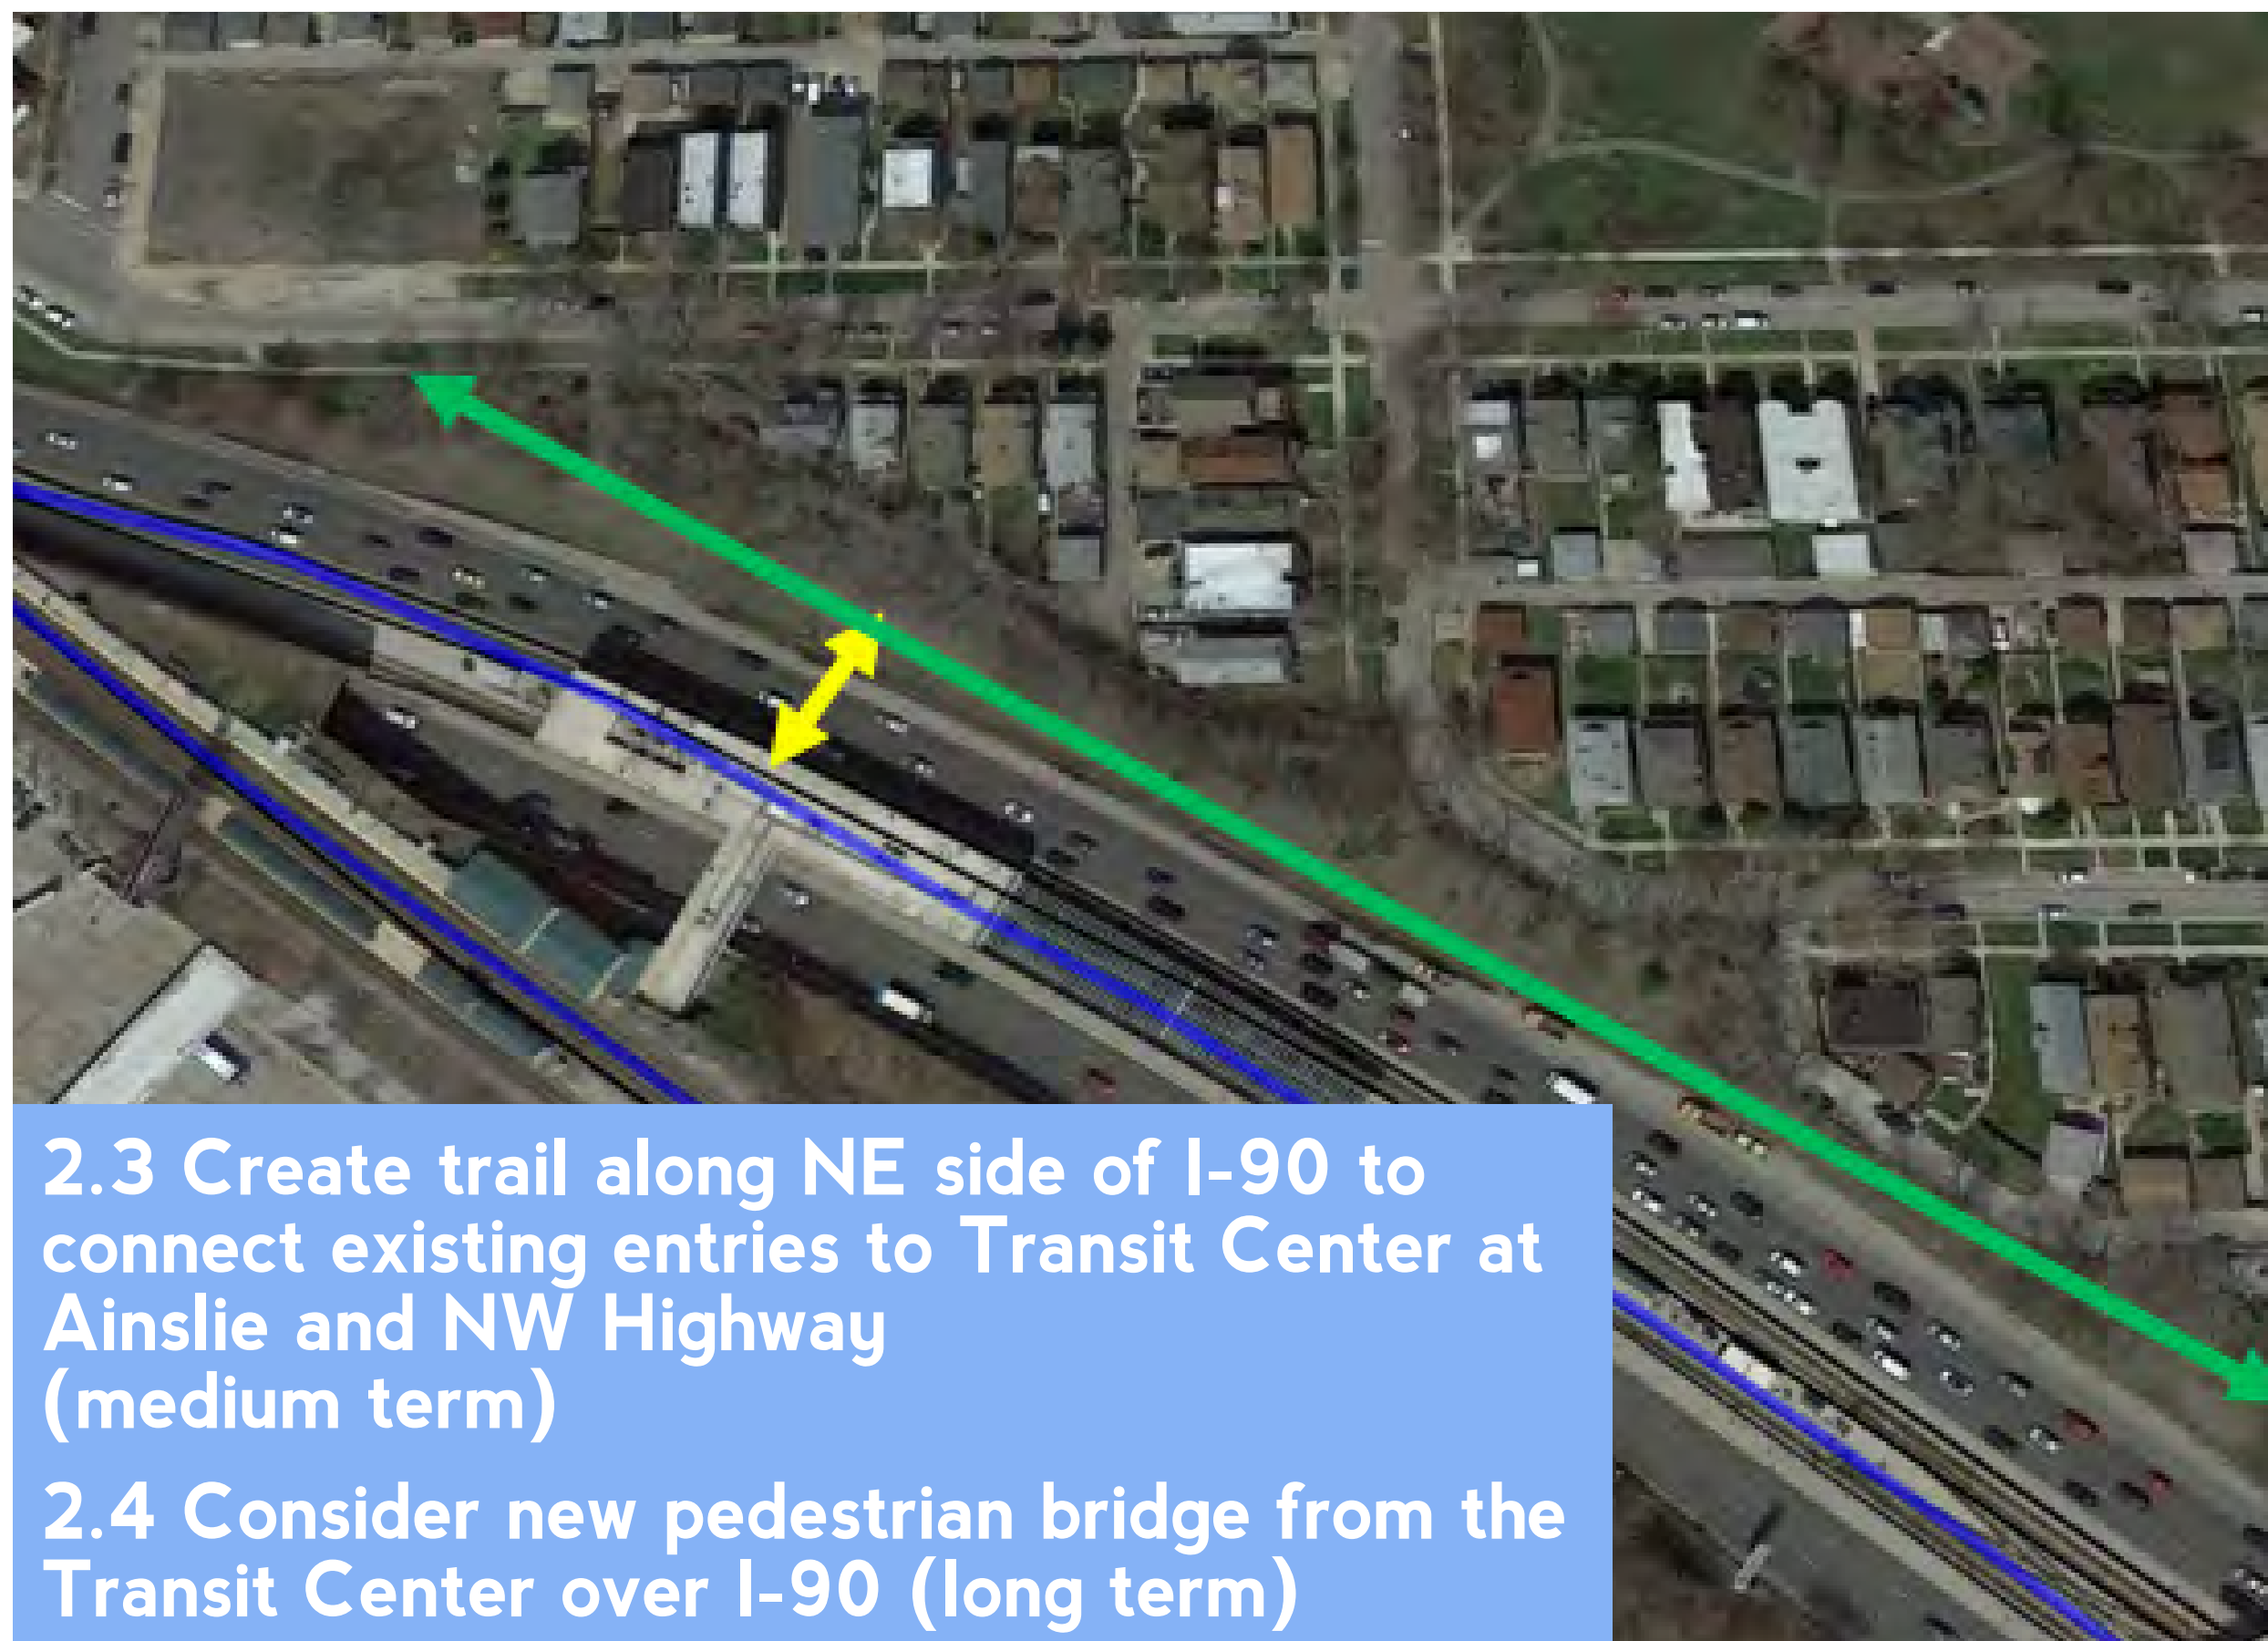 2.3 Create trail along NE side of I-90 to
connect existing entries to Transit Center at
Ainslie and NW Highway
(medium term)
2.4 Consider new pedestrian bridge from the
Transit Center over I-90 (long term)